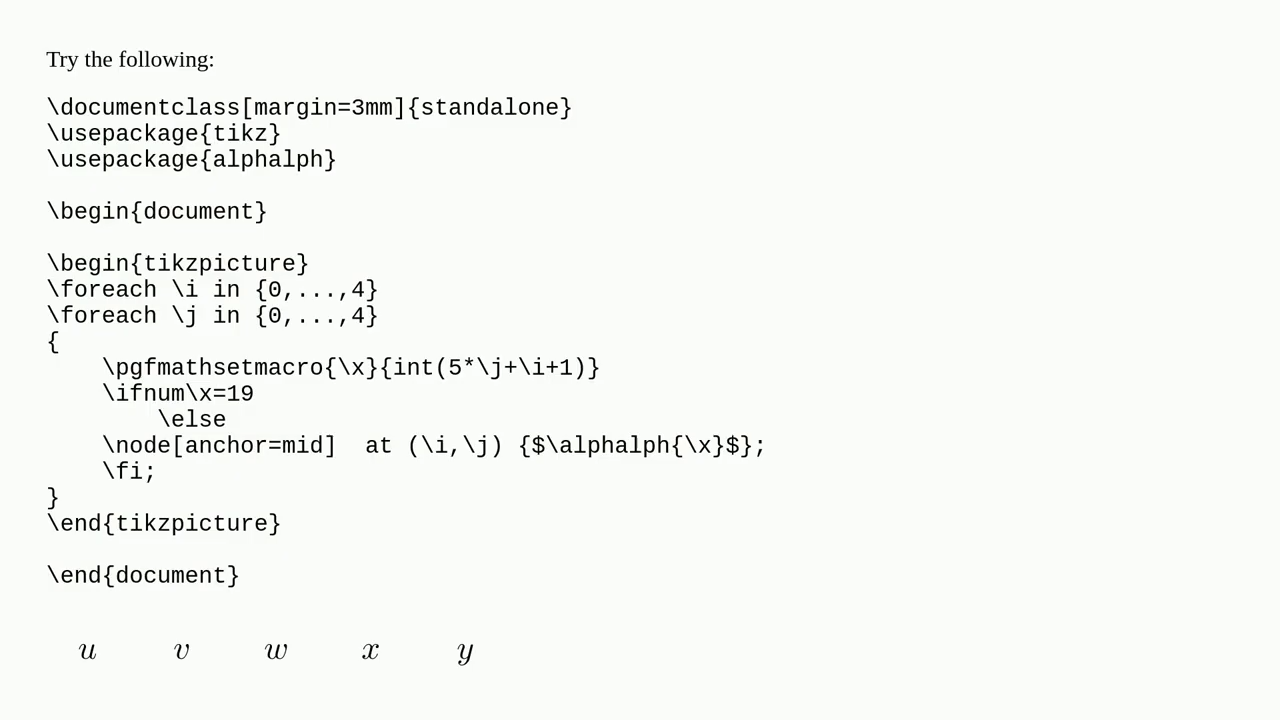 Try the following:
\documentclass[margin=3mm]{standalone}
\usepackage{tikz}
\usepackage{alphalph}
\begin{document}
\begin{tikzpicture}
\foreach \i in {0,...,4}
\foreach \j in {0,...,4}
{
    \pgfmathsetmacro{\x}{int(5*\j+\i+1)}
    \ifnum\x=19
        \else
    \node[anchor=mid]  at (\i,\j) {$\alphalph{\x}$};
    \fi;
}
\end{tikzpicture}
\end{document}
u v w x y